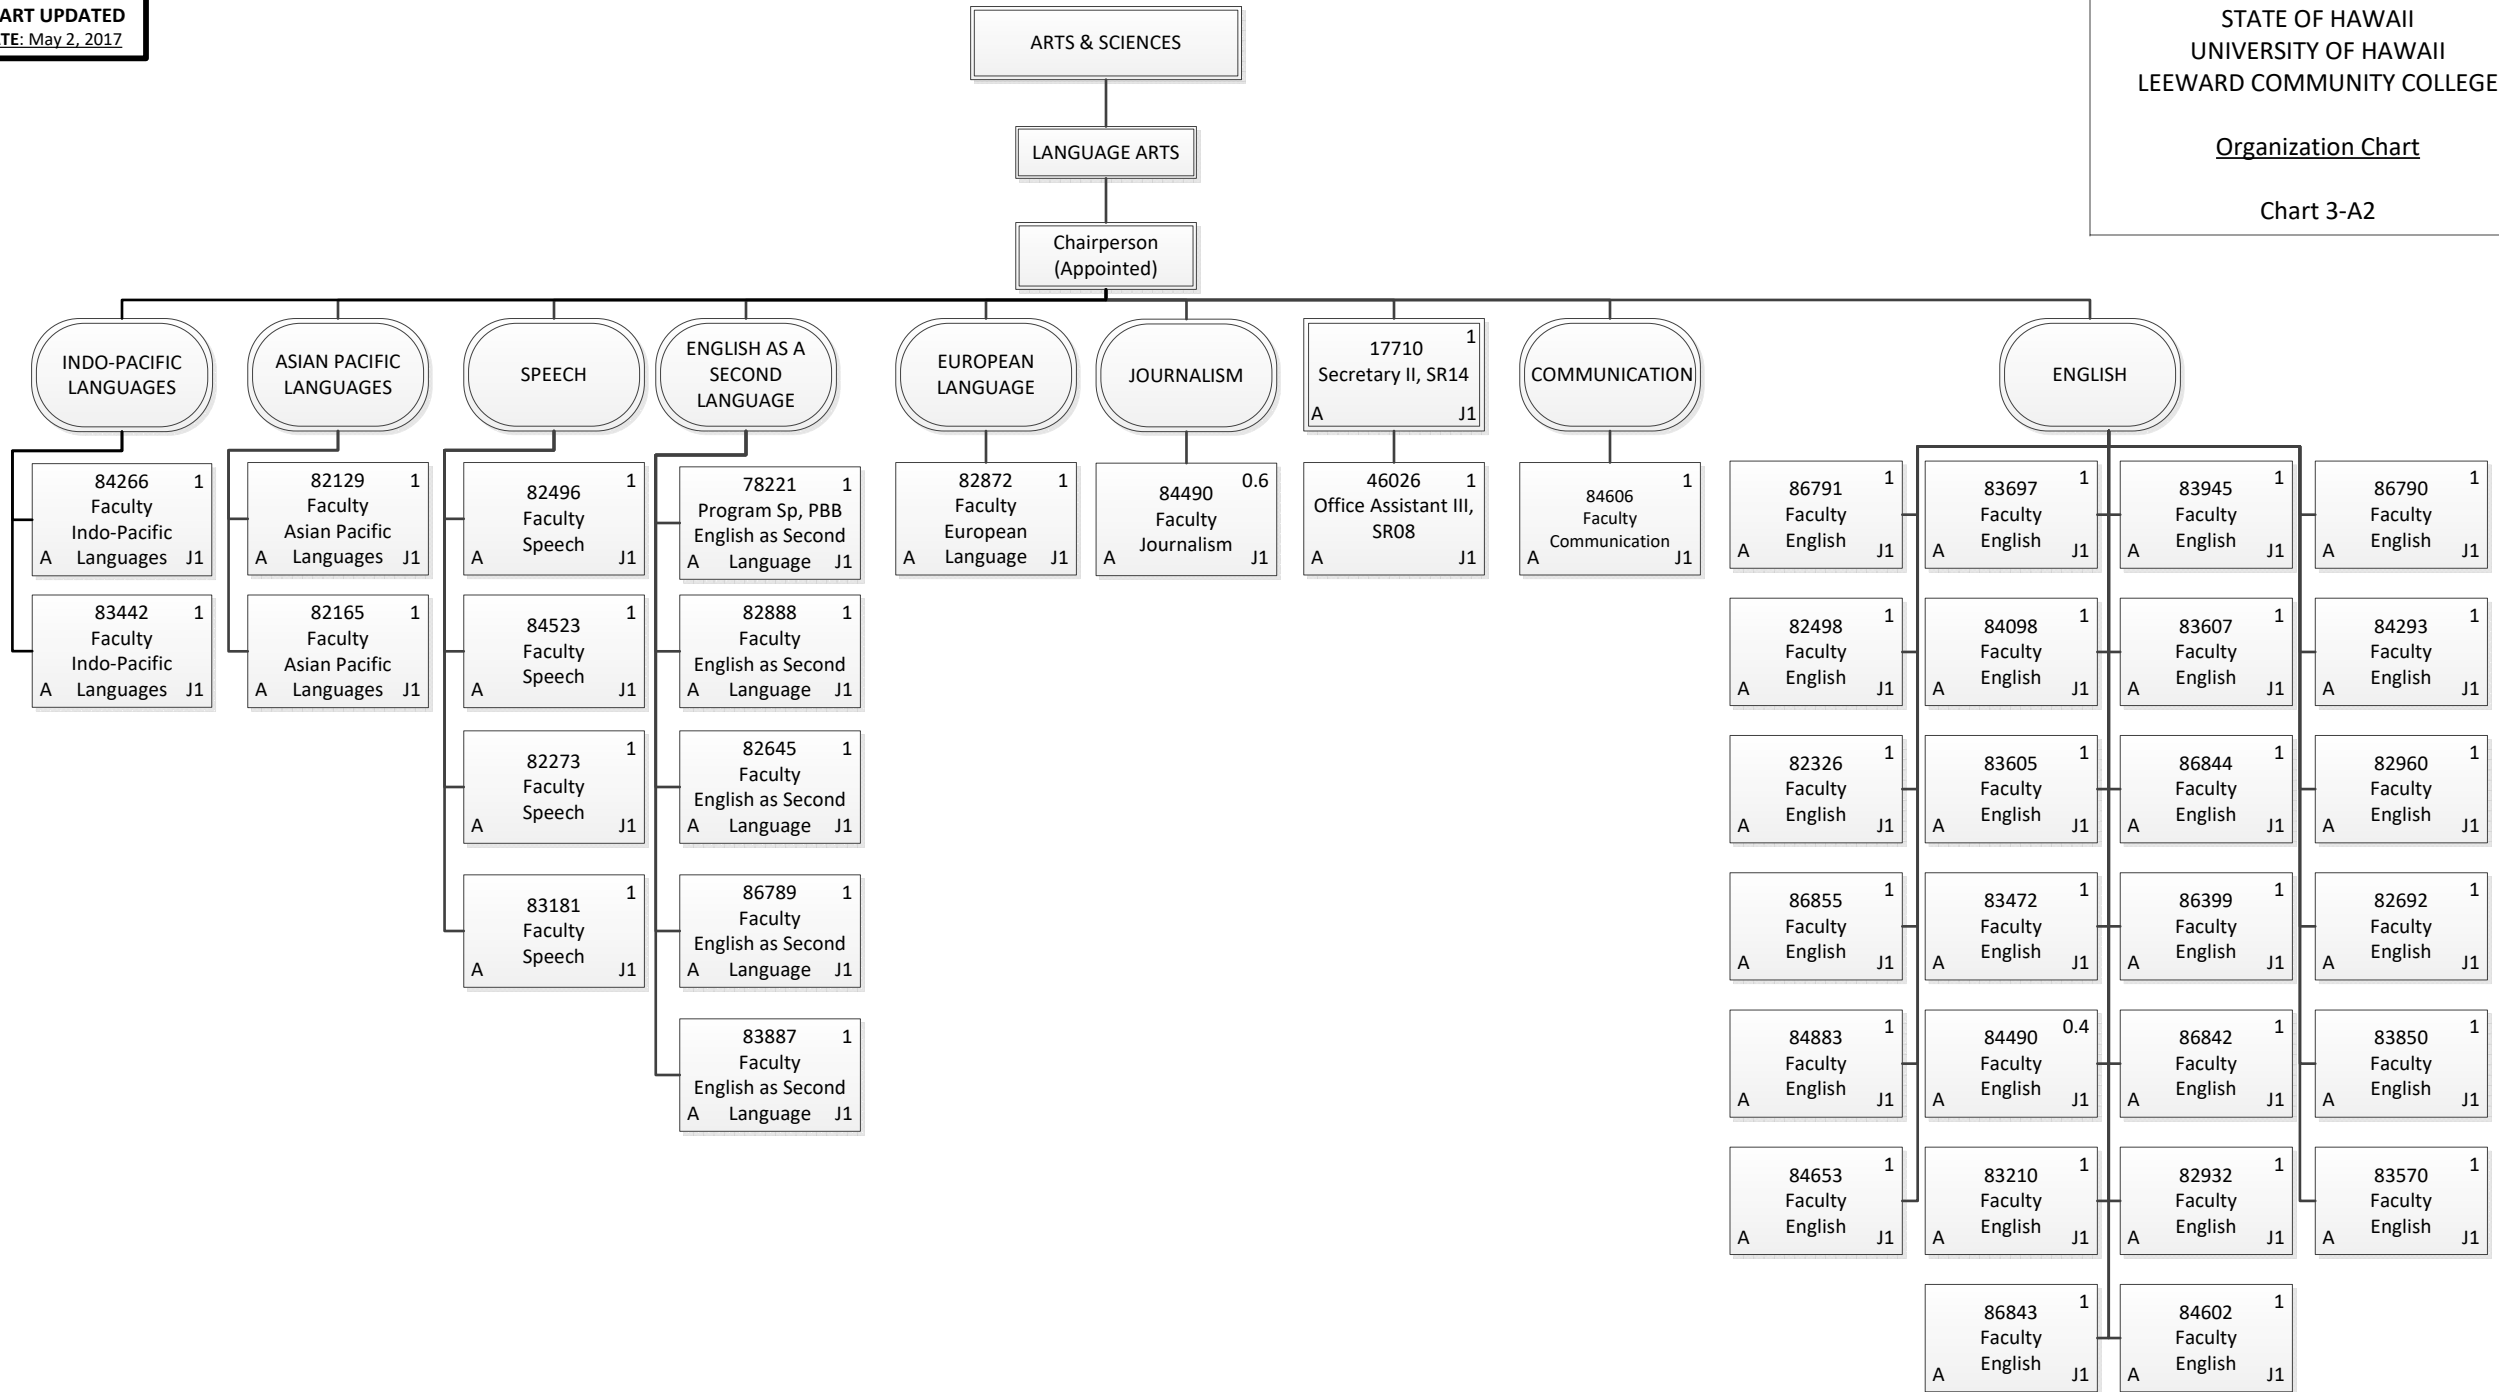 ART UPDATED
TE: May 2, 2017
STATE OF HAWAII
UNIVERSITY OF HAWAII
LEEWARD COMMUNITY COLLEGE
Organization Chart
Chart 3-A2
ARTS & SCIENCES
LANGUAGE ARTS
Chairperson
(Appointed)
INDO-PACIFIC
LANGUAGES
ASIAN PACIFIC
LANGUAGES
SPEECH
ENGLISH AS A
SECOND
LANGUAGE
EUROPEAN
LANGUAGE
JOURNALISM
17710 1
Secretary II, SR14
A J1
COMMUNICATION
ENGLISH
84266 1
Faculty
Indo-Pacific
A Languages J1
83442 1
Faculty
Indo-Pacific
A Languages J1
82129 1
Faculty
Asian Pacific
A Languages J1
82165 1
Faculty
Asian Pacific
A Languages J1
82496 1
Faculty
Speech
A J1
84523 1
Faculty
Speech
A J1
82273 1
Faculty
Speech
A J1
83181 1
Faculty
Speech
A J1
78221 1
Program Sp, PBB
English as Second
A Language J1
82888 1
Faculty
English as Second
A Language J1
82645 1
Faculty
English as Second
A Language J1
86789 1
Faculty
English as Second
A Language J1
83887 1
Faculty
English as Second
A Language J1
82872 1
Faculty
European
A Language J1
84490 0.6
Faculty
Journalism
A J1
46026 1
Office Assistant III,
SR08
A J1
84606 1
Faculty
Communication
A J1
86791 1
Faculty
English
A J1
82498 1
Faculty
English
A J1
82326 1
Faculty
English
A J1
86855 1
Faculty
English
A J1
84883 1
Faculty
English
A J1
84653 1
Faculty
English
A J1
83697 1
Faculty
English
A J1
84098 1
Faculty
English
A J1
83605 1
Faculty
English
A J1
83472 1
Faculty
English
A J1
84490 0.4
Faculty
English
A J1
83210 1
Faculty
English
A J1
86843 1
Faculty
English
A J1
83945 1
Faculty
English
A J1
83607 1
Faculty
English
A J1
86844 1
Faculty
English
A J1
86399 1
Faculty
English
A J1
86842 1
Faculty
English
A J1
82932 1
Faculty
English
A J1
84602 1
Faculty
English
A J1
86790 1
Faculty
English
A J1
84293 1
Faculty
English
A J1
82960 1
Faculty
English
A J1
82692 1
Faculty
English
A J1
83850 1
Faculty
English
A J1
83570 1
Faculty
English
A J1